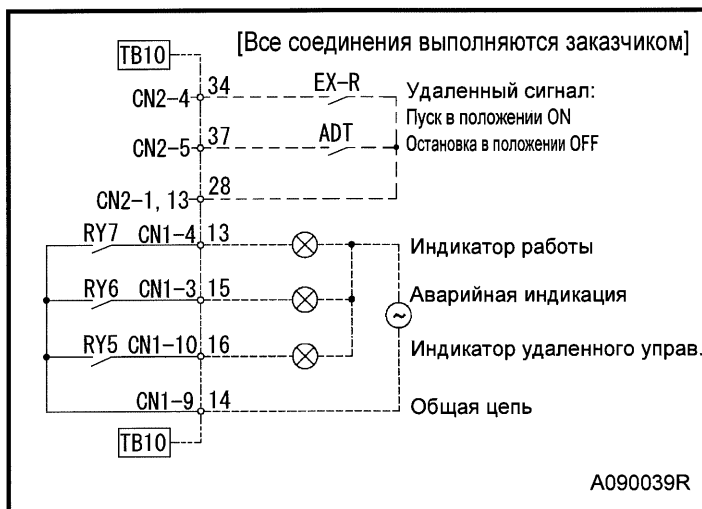 [Все соединения выполняются заказчиком]
TB10
CN2-4 34 EX-R Удаленный сигнал:
Пуск в положении ON
CN2-5 37 ADT Остановка в положении OFF
CN2-1, 13 28
RY7 CN1-4 13 Индикатор работы
RY6 CN1-3 15 Аварийная индикация
~
RY5 CN1-10 16 Индикатор удаленного управ.
CN1-9 14 Общая цепь
TB10
A090039R